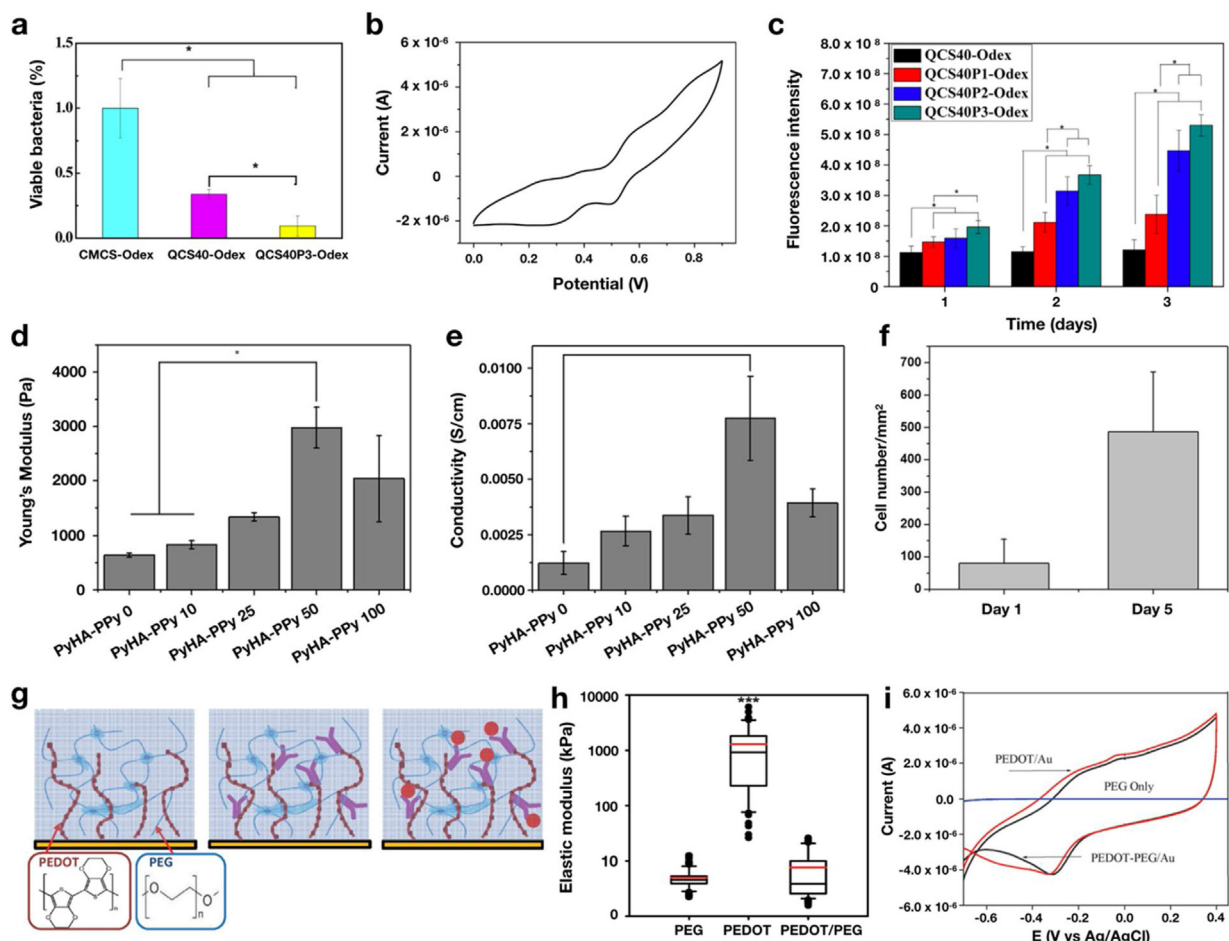 a
Viable bacteria (%)
1.5
1.0
0.5
0.0
*
*
CMCS-Odex QCS40-Odex QCS40P3-Odex
b
Current (A)
6 x 10⁻⁶
4 x 10⁻⁶
2 x 10⁻⁶
0
-2 x 10⁻⁶
0.0 0.2 0.4 0.6 0.8
Potential (V)
c
Fluorescence intensity
8.0 x 10⁸
7.0 x 10⁸
6.0 x 10⁸
5.0 x 10⁸
4.0 x 10⁸
3.0 x 10⁸
2.0 x 10⁸
1.0 x 10⁸
0
QCS40-Odex
QCS40P1-Odex
QCS40P2-Odex
QCS40P3-Odex
* *
* *
* *
1 2 3
Time (days)
d
Young's Modulus (Pa)
4000
3000
2000
1000
0
*
PyHA-PPy 0
PyHA-PPy 10
PyHA-PPy 25
PyHA-PPy 50
PyHA-PPy 100
e
Conductivity (S/cm)
0.0100
0.0075
0.0050
0.0025
0.0000
PyHA-PPy 0
PyHA-PPy 10
PyHA-PPy 25
PyHA-PPy 50
PyHA-PPy 100
f
Cell number/mm²
700
600
500
400
300
200
100
0
Day 1 Day 5
g
PEDOT
O O
S
S
O O
n
PEG
O
O
n
h
Elastic modulus (kPa)
10000
1000
100
10
0
***
PEG PEDOT PEDOT/PEG
i
Current (A)
6.0 x 10⁻⁶
4.0 x 10⁻⁶
2.0 x 10⁻⁶
0.0
-2.0 x 10⁻⁶
-4.0 x 10⁻⁶
-6.0 x 10⁻⁶
PEDOT/Au
PEG Only
PEDOT-PEG/Au
-0.6 -0.4 -0.2 0.0 0.2 0.4
E (V vs Ag/AgCl)